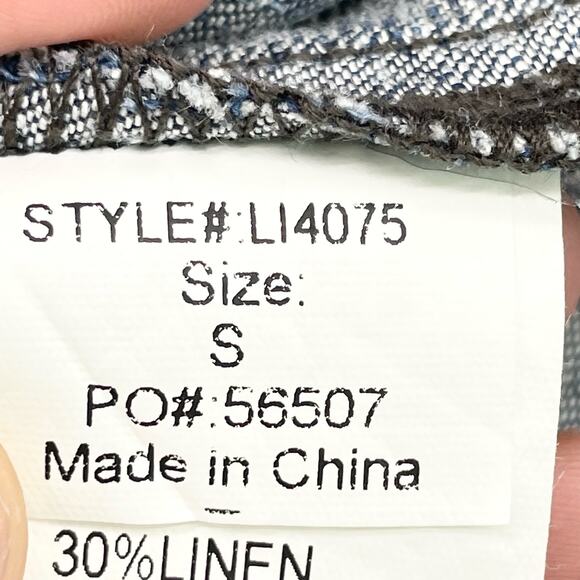 STYLE#:LI4075
Size:
S
PO#:56507
Made in China
30%LINEN